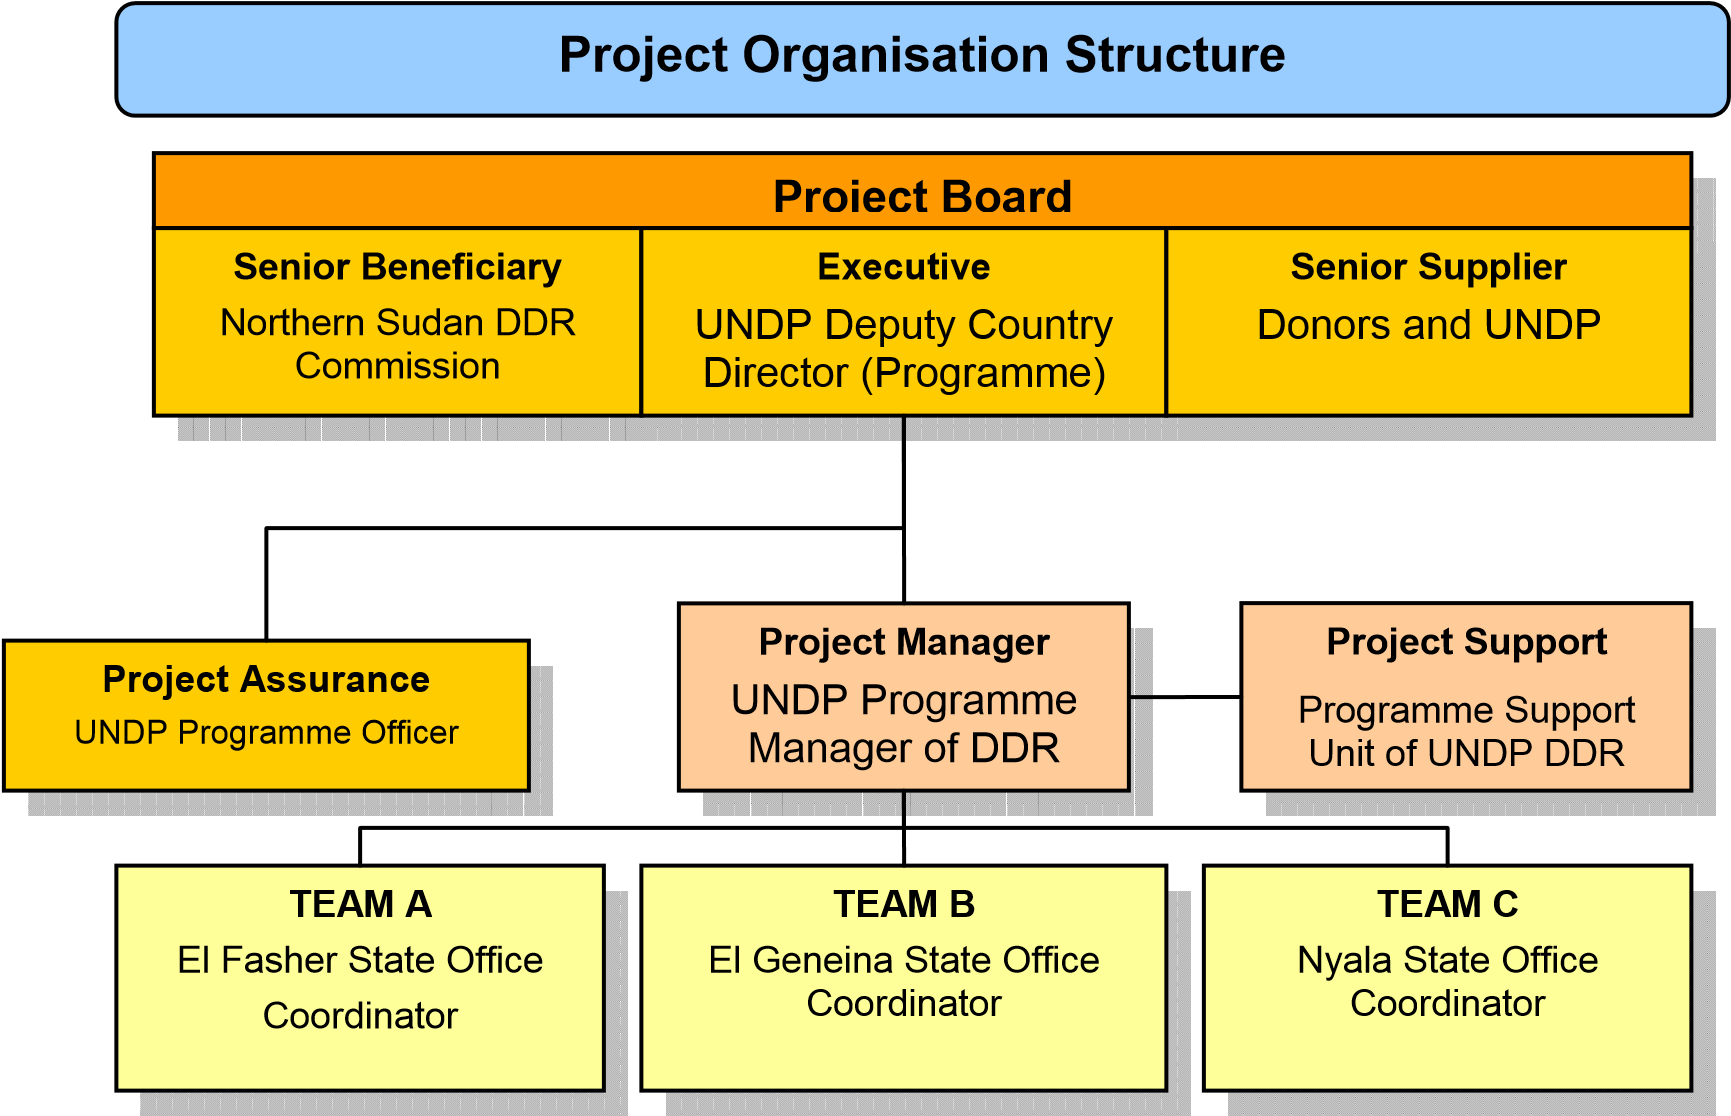 Project Organisation Structure
Project Board
Senior Beneficiary
Northern Sudan DDR
Commission
Executive
UNDP Deputy Country
Director (Programme)
Senior Supplier
Donors and UNDP
Project Assurance
UNDP Programme Officer
Project Manager
UNDP Programme
Manager of DDR
Project Support
Programme Support
Unit of UNDP DDR
TEAM A
El Fasher State Office
Coordinator
TEAM B
El Geneina State Office
Coordinator
TEAM C
Nyala State Office
Coordinator